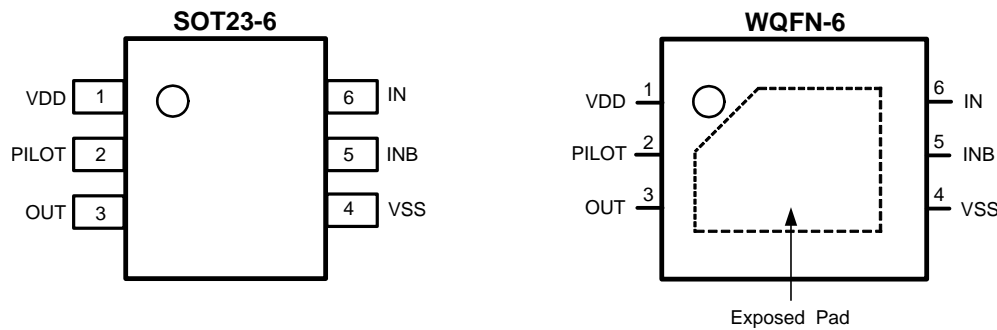 SOT23-6
VDD 1
6 IN
PILOT 2
5 INB
OUT 3
4 VSS
WQFN-6
VDD 1
6 IN
PILOT 2
5 INB
OUT 3
4 VSS
Exposed Pad